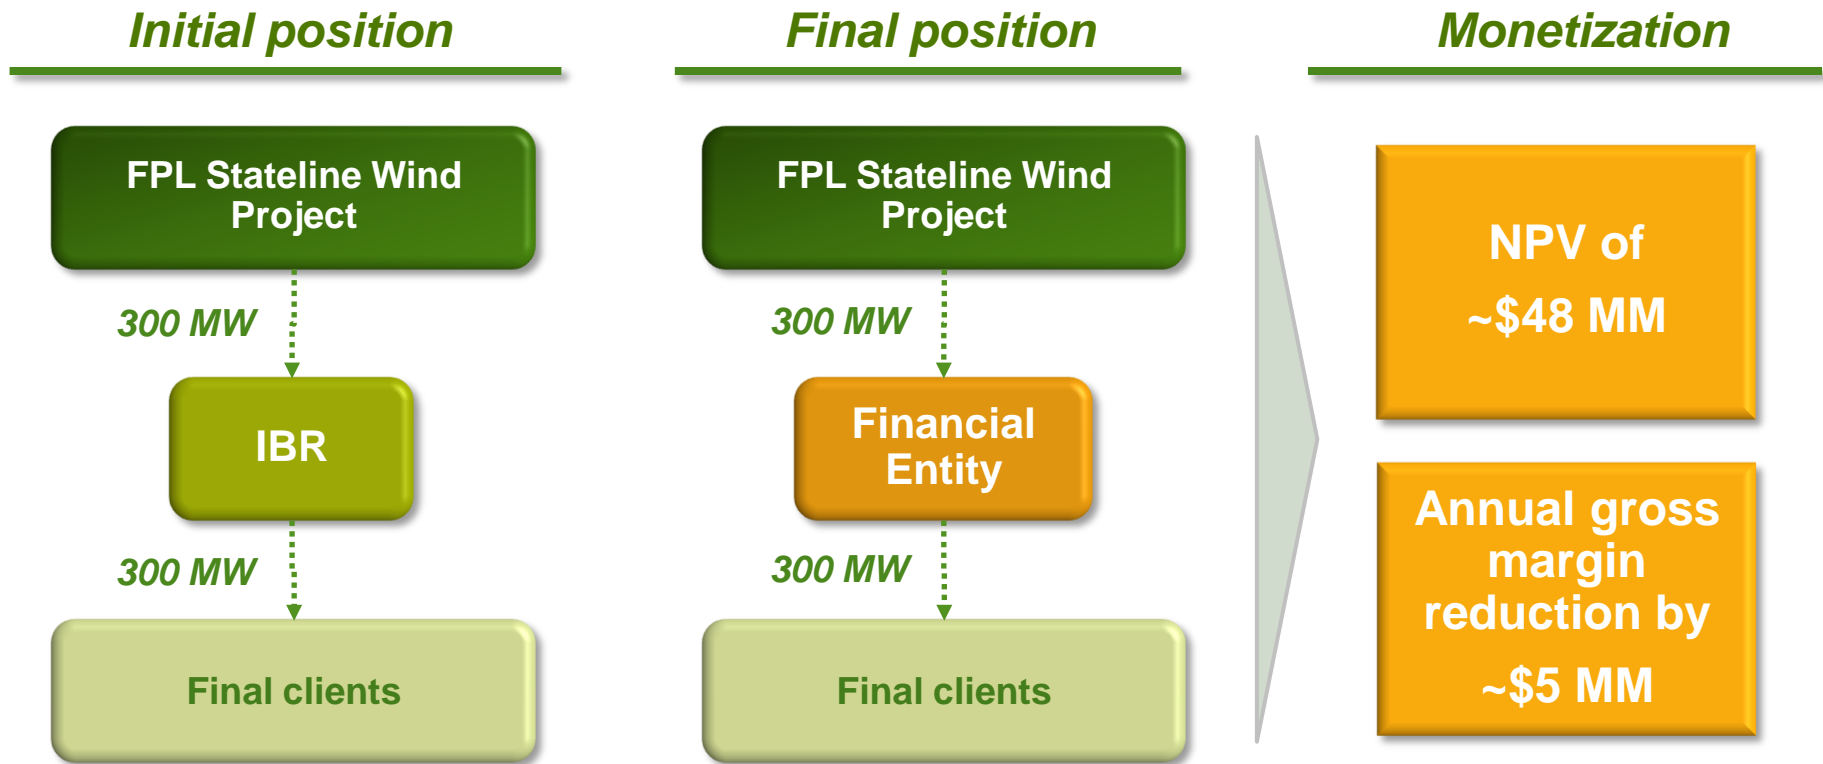 Initial position
Final position
Monetization
FPL Stateline Wind
Project
300 MW
IBR
300 MW
Final clients
FPL Stateline Wind
Project
300 MW
Financial
Entity
300 MW
Final clients
NPV of
~$48 MM
Annual gross
margin
reduction by
~$5 MM